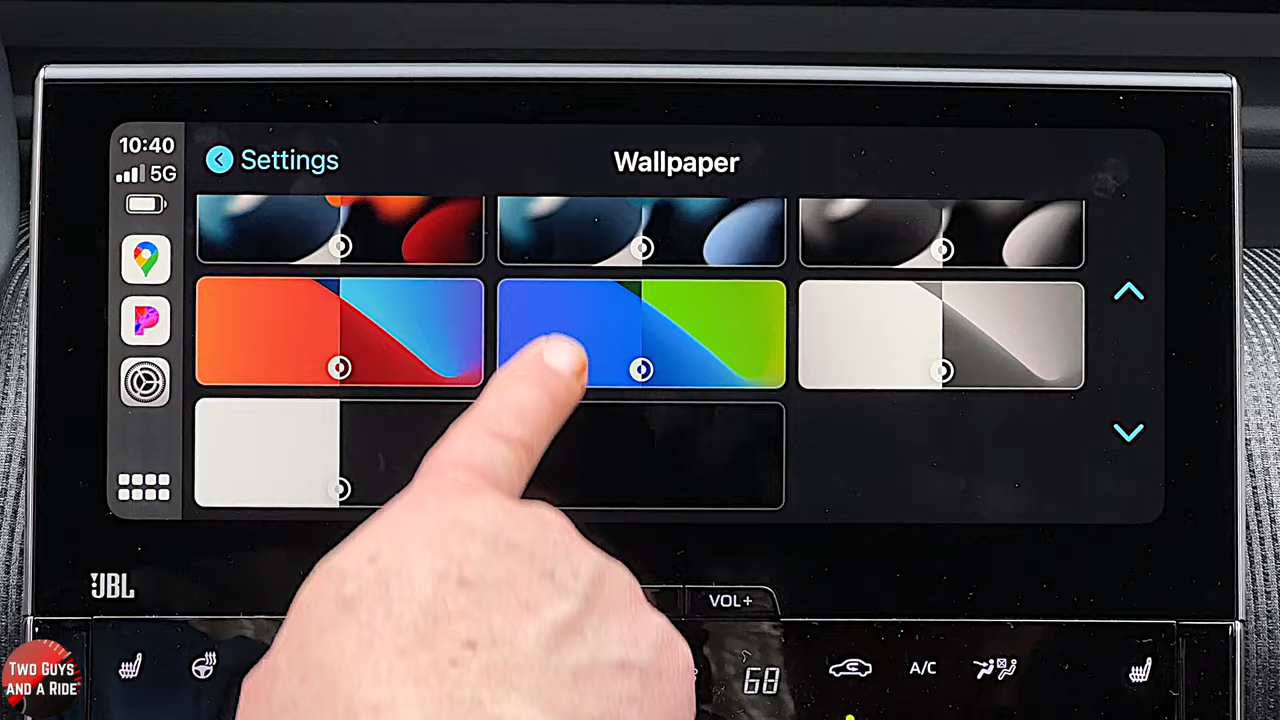 10:40
5G
Settings
Wallpaper
JBL
VOL+
68
A/C
TWO GUYS
AND A RIDE